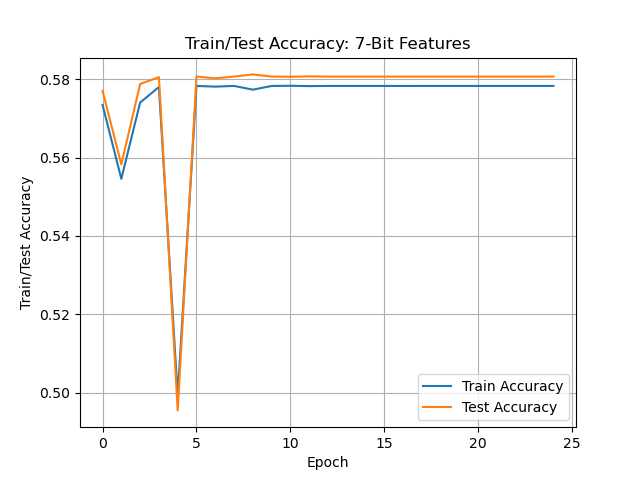 Train/Test Accuracy: 7-Bit Features
Train/Test Accuracy
0.58
0.56
0.54
0.52
0.50
0
5
10
15
20
25
Epoch
Train Accuracy
Test Accuracy